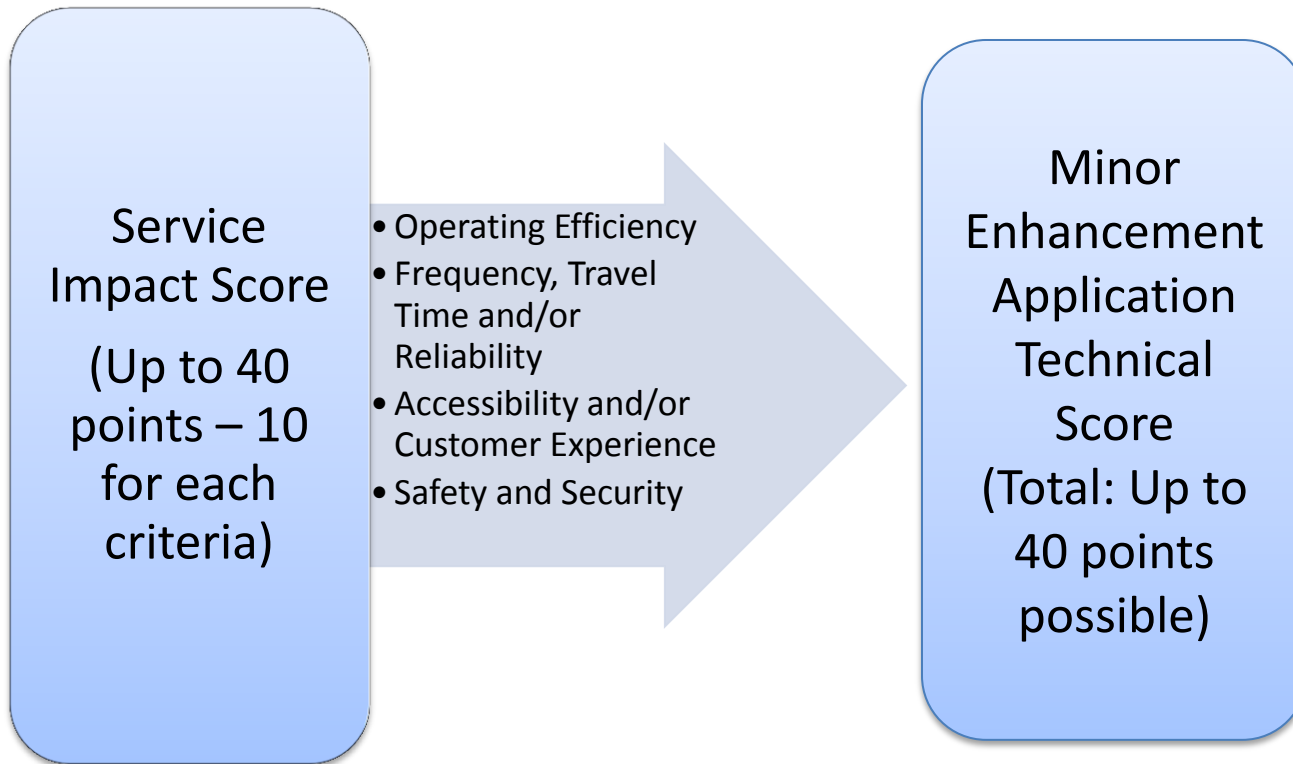 Service
Impact Score
(Up to 40
points – 10
for each
criteria)
• Operating Efficiency
• Frequency, Travel
Time and/or
Reliability
• Accessibility and/or
Customer Experience
• Safety and Security
Minor
Enhancement
Application
Technical
Score
(Total: Up to
40 points
possible)